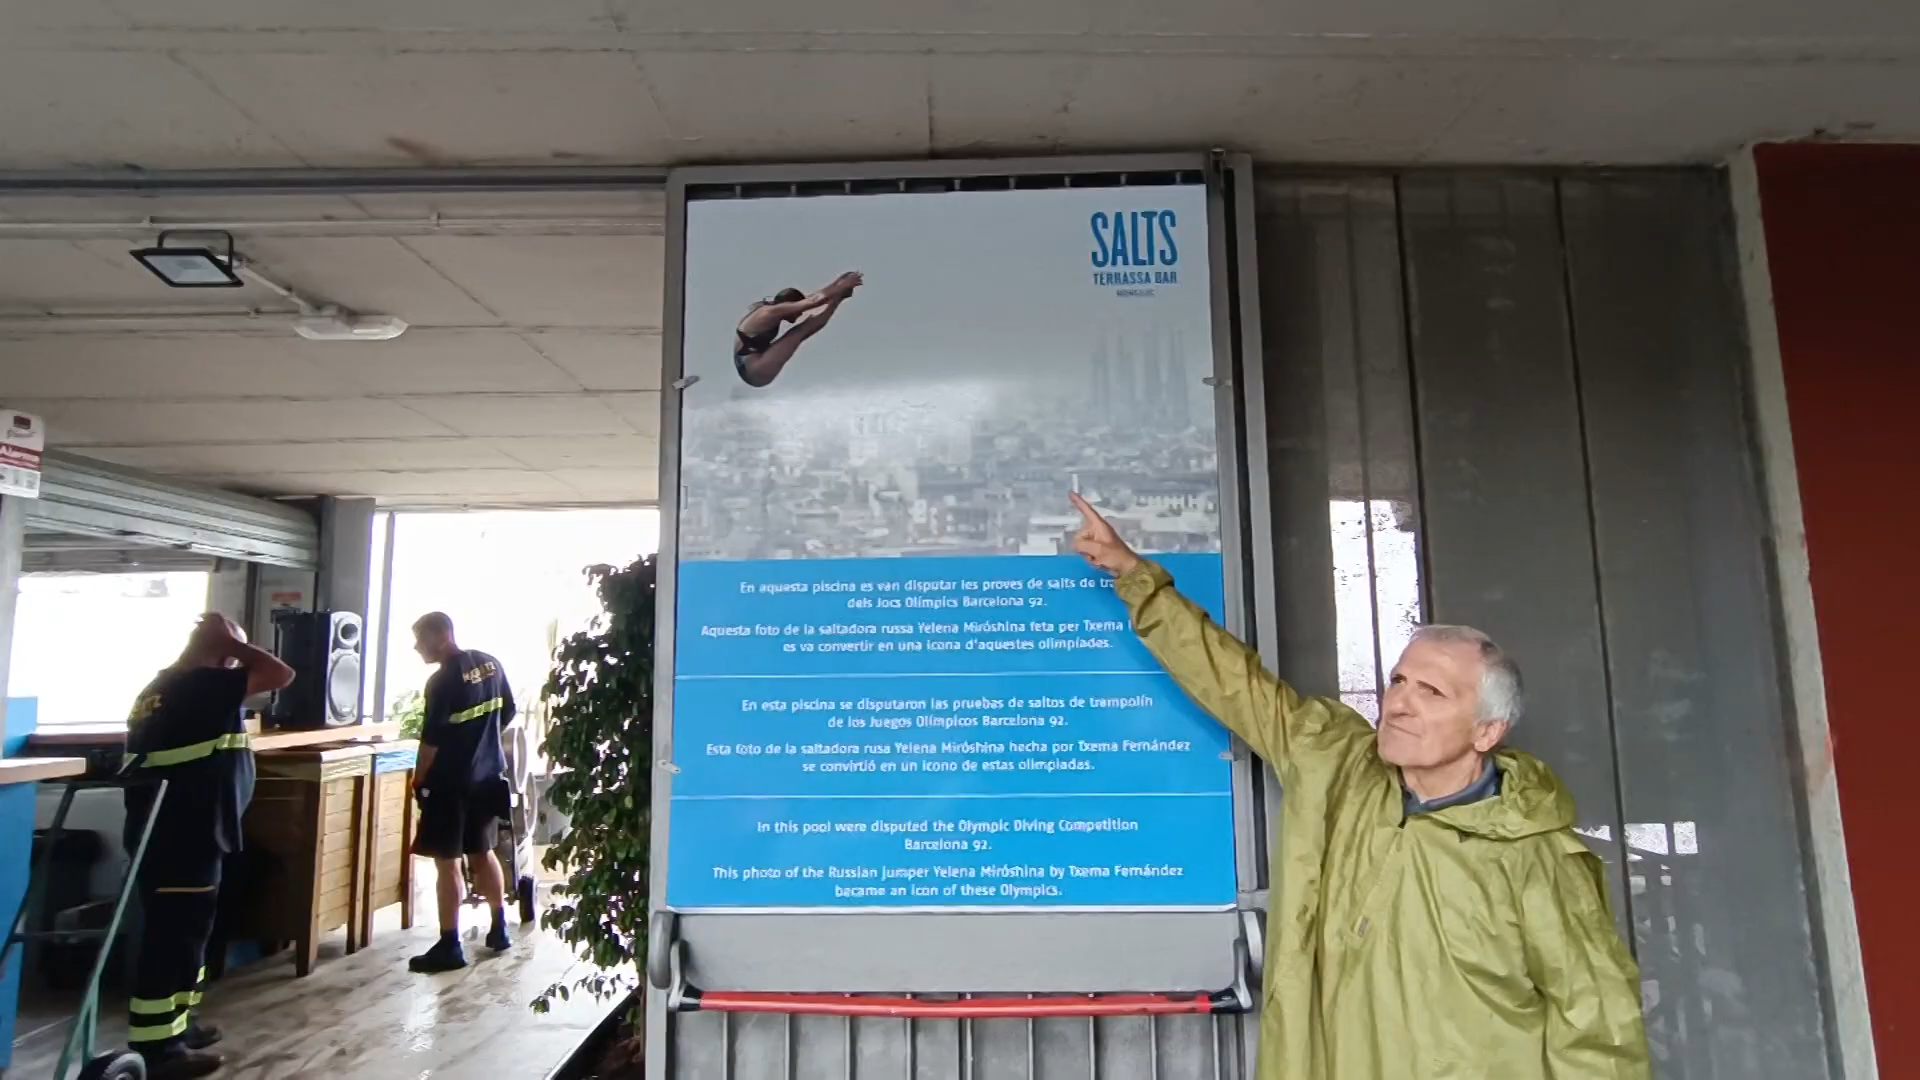 SALTS
TERRASSA BAR
En aquesta piscina es van disputar les proves de salts de
dels Jocs Olímpics Barcelona 92.
Aquesta foto de la saltadora russa Yelena Miróshina feta per Txema
es va convertir en una icona d'aquestes olimpíades.
En esta piscina se disputaron las pruebas de saltos de trampolín
de los Juegos Olímpicos Barcelona 92.
Esta foto de la saltadora rusa Yelena Miróshina hecha por Txema Fernández
se convirtió en un icono de estas olimpiadas.
In this pool were disputed the Olympic Diving Competition
Barcelona 92.
This photo of the Russian jumper Yelena Miróshina by Txema Fernández
became an icon of these Olympics.
Alarma